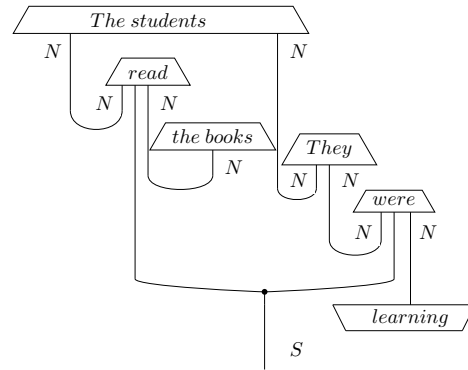 The students
N N
read
N N
the books
They
N
N N
were
N N
learning
S